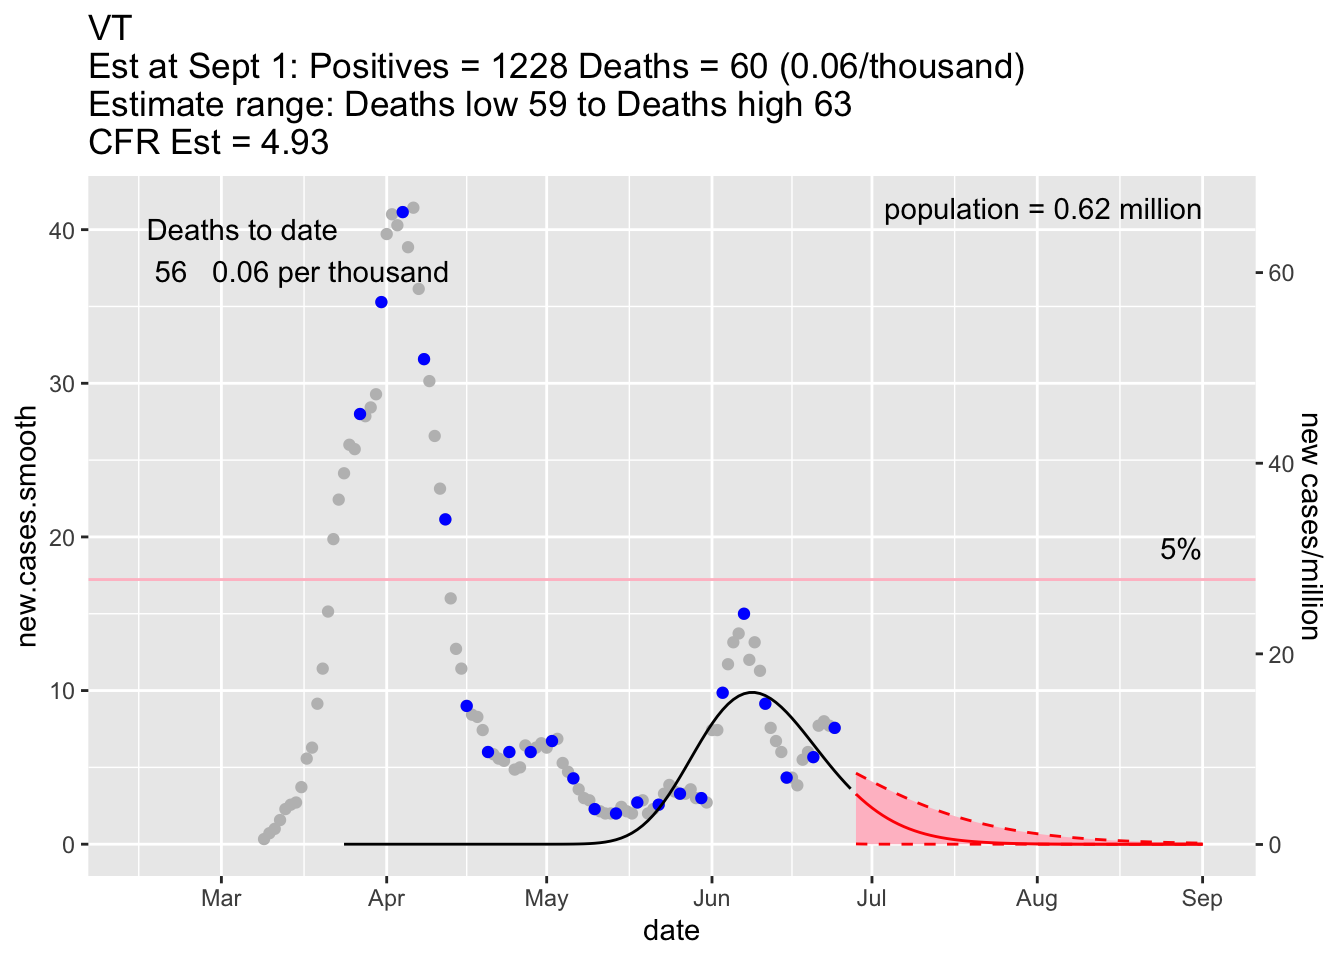 VT
Est at Sept 1: Positives = 1228 Deaths = 60 (0.06/thousand)
Estimate range: Deaths low 59 to Deaths high 63
CFR Est = 4.93
population = 0.62 million
Deaths to date
56 0.06 per thousand
40
30
20
10
0
new.cases.smooth
60
40
20
0
new cases/million
5%
Mar Apr May Jun Jul Aug Sep
date